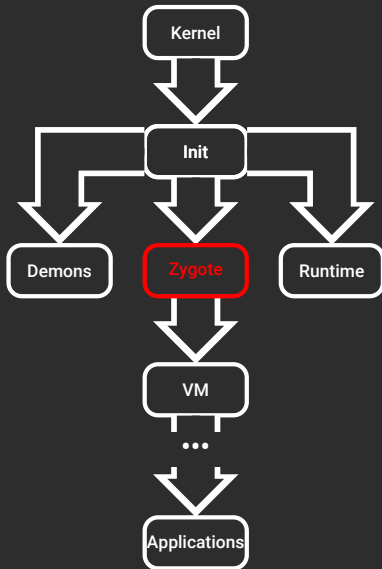 Kernel
Init
Demons
Zygote
Runtime
VM
...
Applications